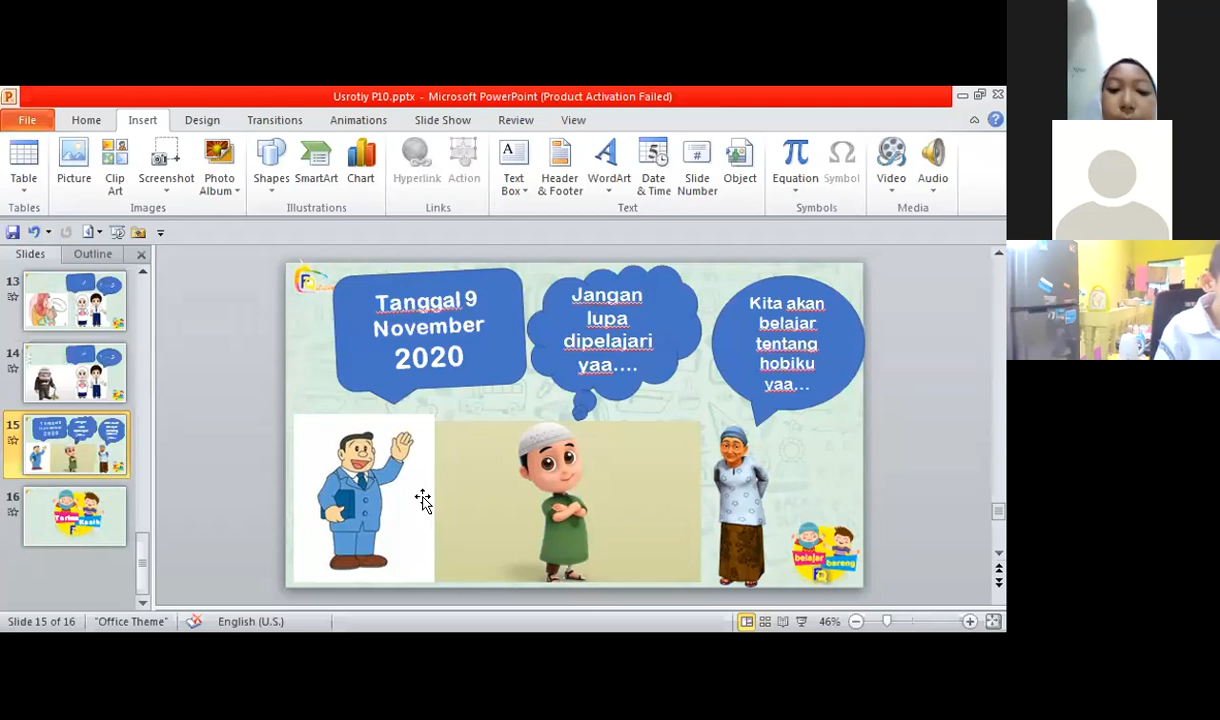 Usrotiy P10.pptx - Microsoft PowerPoint (Product Activation Failed)
File Home Insert Design Transitions Animations Slide Show Review View
Table
Picture
Clip Art
Screenshot
Photo Album
Shapes
SmartArt
Chart
Hyperlink
Action
Text Box
Header & Footer
WordArt
Date & Time
Slide Number
Object
Equation
Symbol
Video
Audio
Tables
Images
Illustrations
Links
Text
Symbols
Media
Slides Outline
13
14
15
16
Terima Kasih
Tanggal 9
November
2020
Jangan
lupa
dipelajari
yaa....
Kita akan
belajar
tentang
hobiku
yaa...
belajar
bareng
Slide 15 of 16
"Office Theme"
English (U.S.)
46%